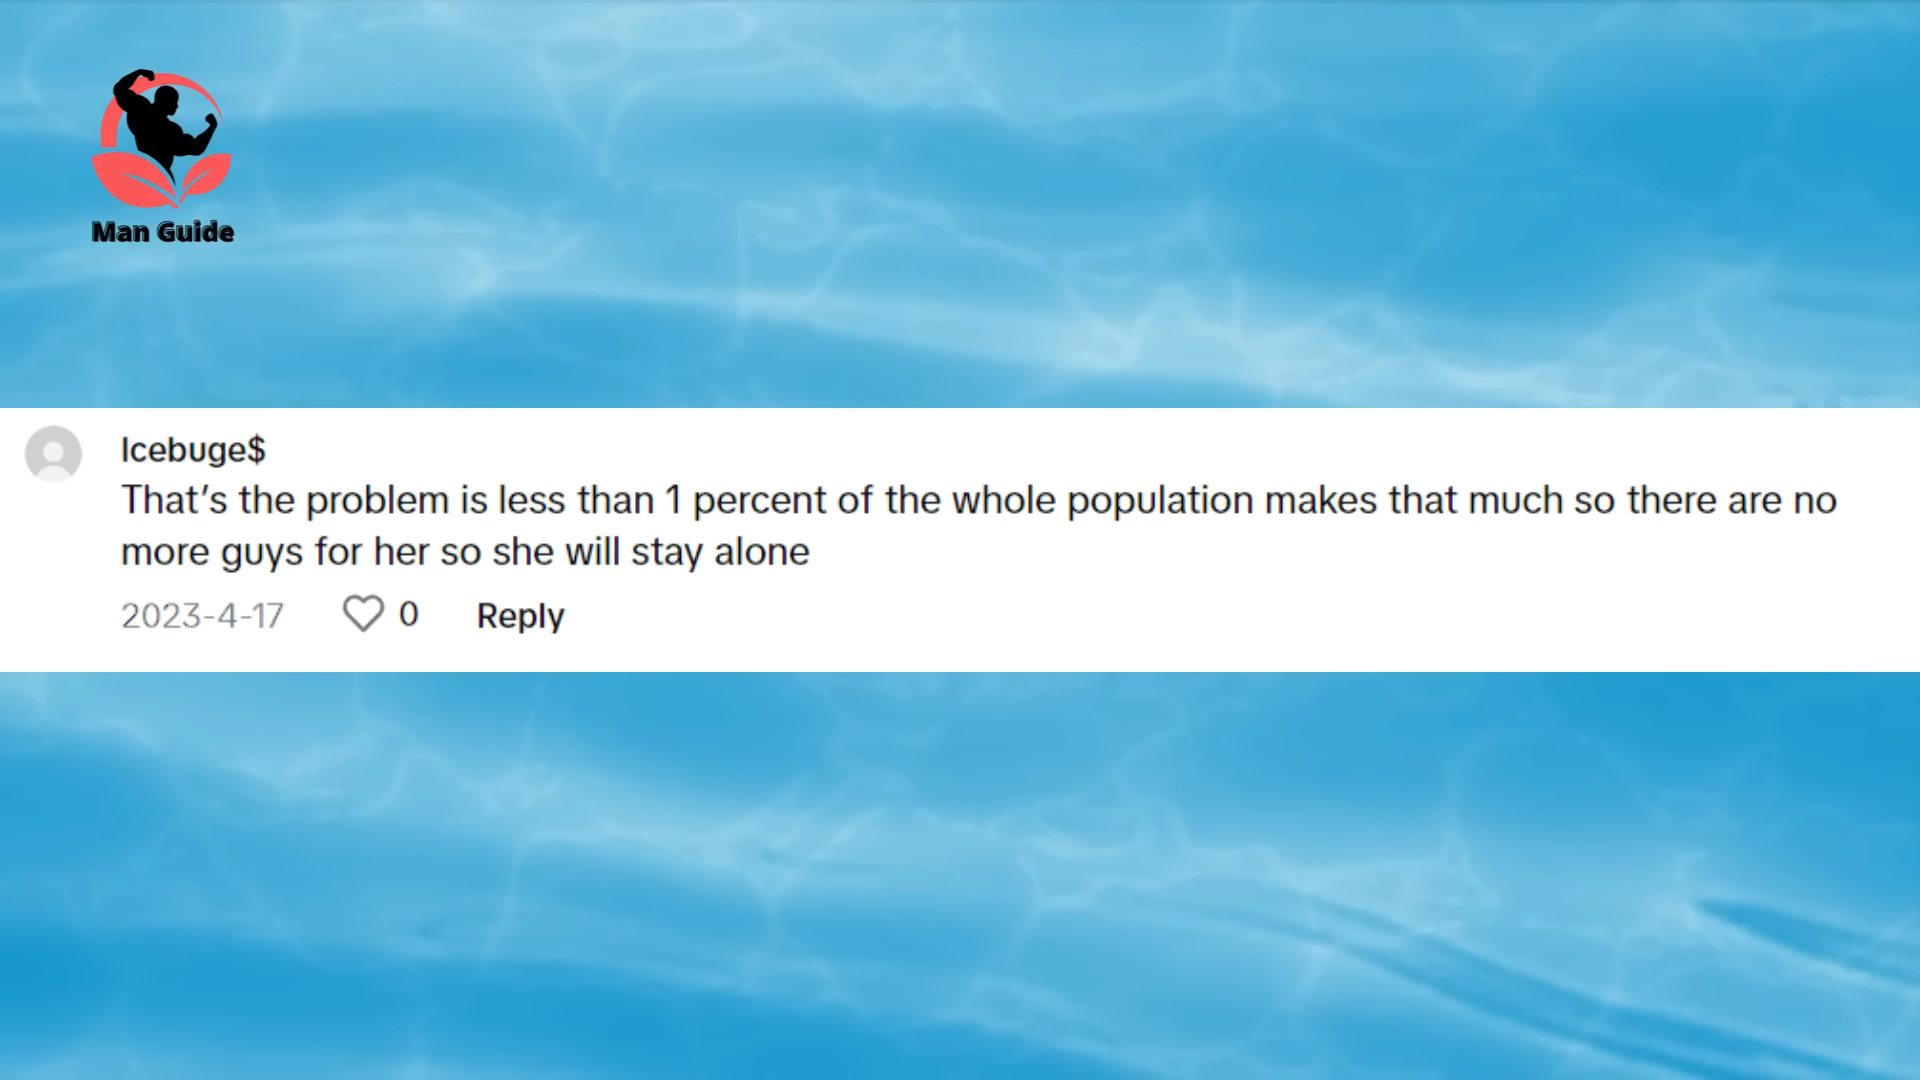 Man Guide
Icebuge$
That's the problem is less than 1 percent of the whole population makes that much so there are no
more guys for her so she will stay alone
2023-4-17 0 Reply